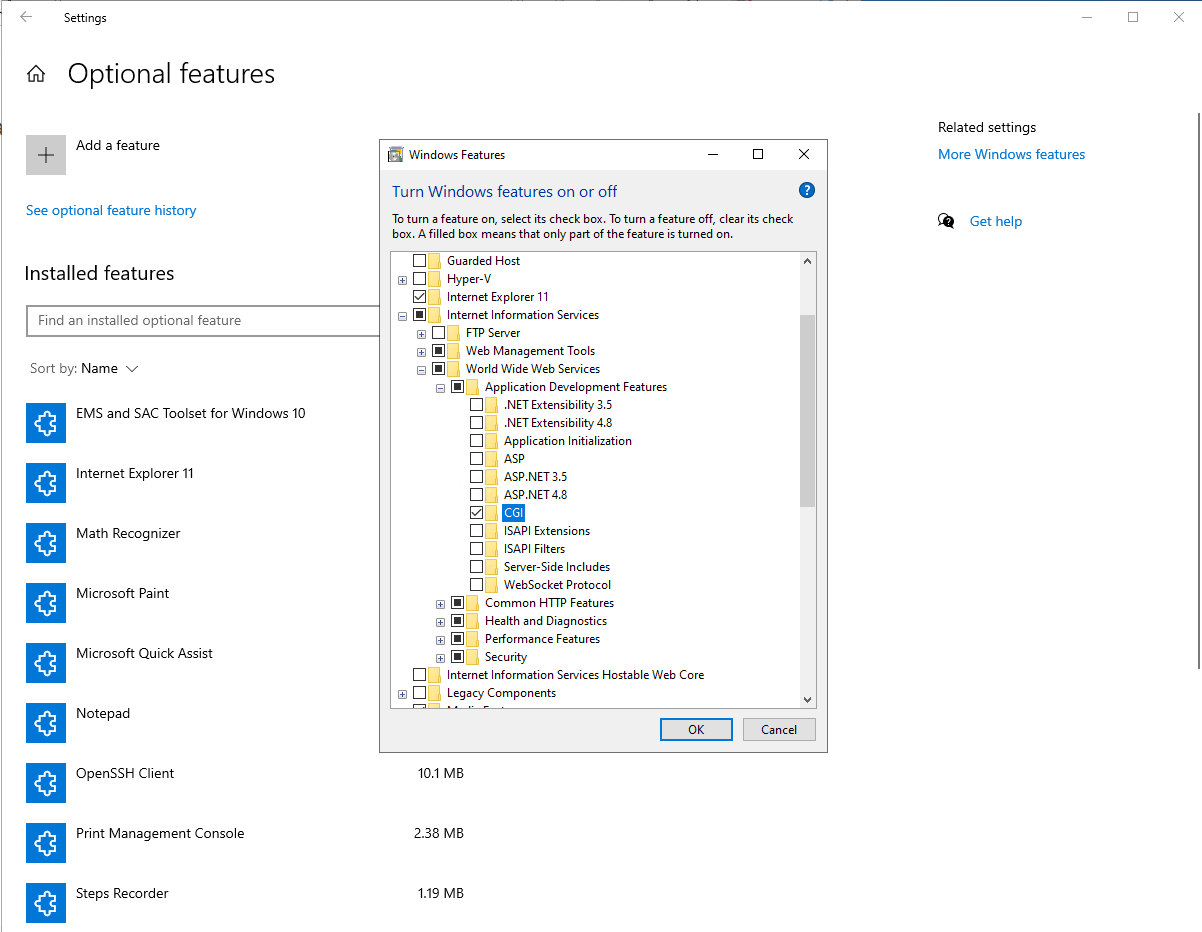 Settings
Optional features
Add a feature
See optional feature history
Installed features
Find an installed optional feature
Sort by: Name
EMS and SAC Toolset for Windows 10
Internet Explorer 11
Math Recognizer
Microsoft Paint
Microsoft Quick Assist
Notepad
OpenSSH Client
10.1 MB
Print Management Console
2.38 MB
Steps Recorder
1.19 MB
Windows Features
Turn Windows features on or off
?
To turn a feature on, select its check box. To turn a feature off, clear its check
box. A filled box means that only part of the feature is turned on.
Guarded Host
Hyper-V
Internet Explorer 11
Internet Information Services
FTP Server
Web Management Tools
World Wide Web Services
Application Development Features
.NET Extensibility 3.5
.NET Extensibility 4.8
Application Initialization
ASP
ASP.NET 3.5
ASP.NET 4.8
CGI
ISAPI Extensions
ISAPI Filters
Server-Side Includes
WebSocket Protocol
Common HTTP Features
Health and Diagnostics
Performance Features
Security
Internet Information Services Hostable Web Core
Legacy Components
OK
Cancel
Related settings
More Windows features
Get help